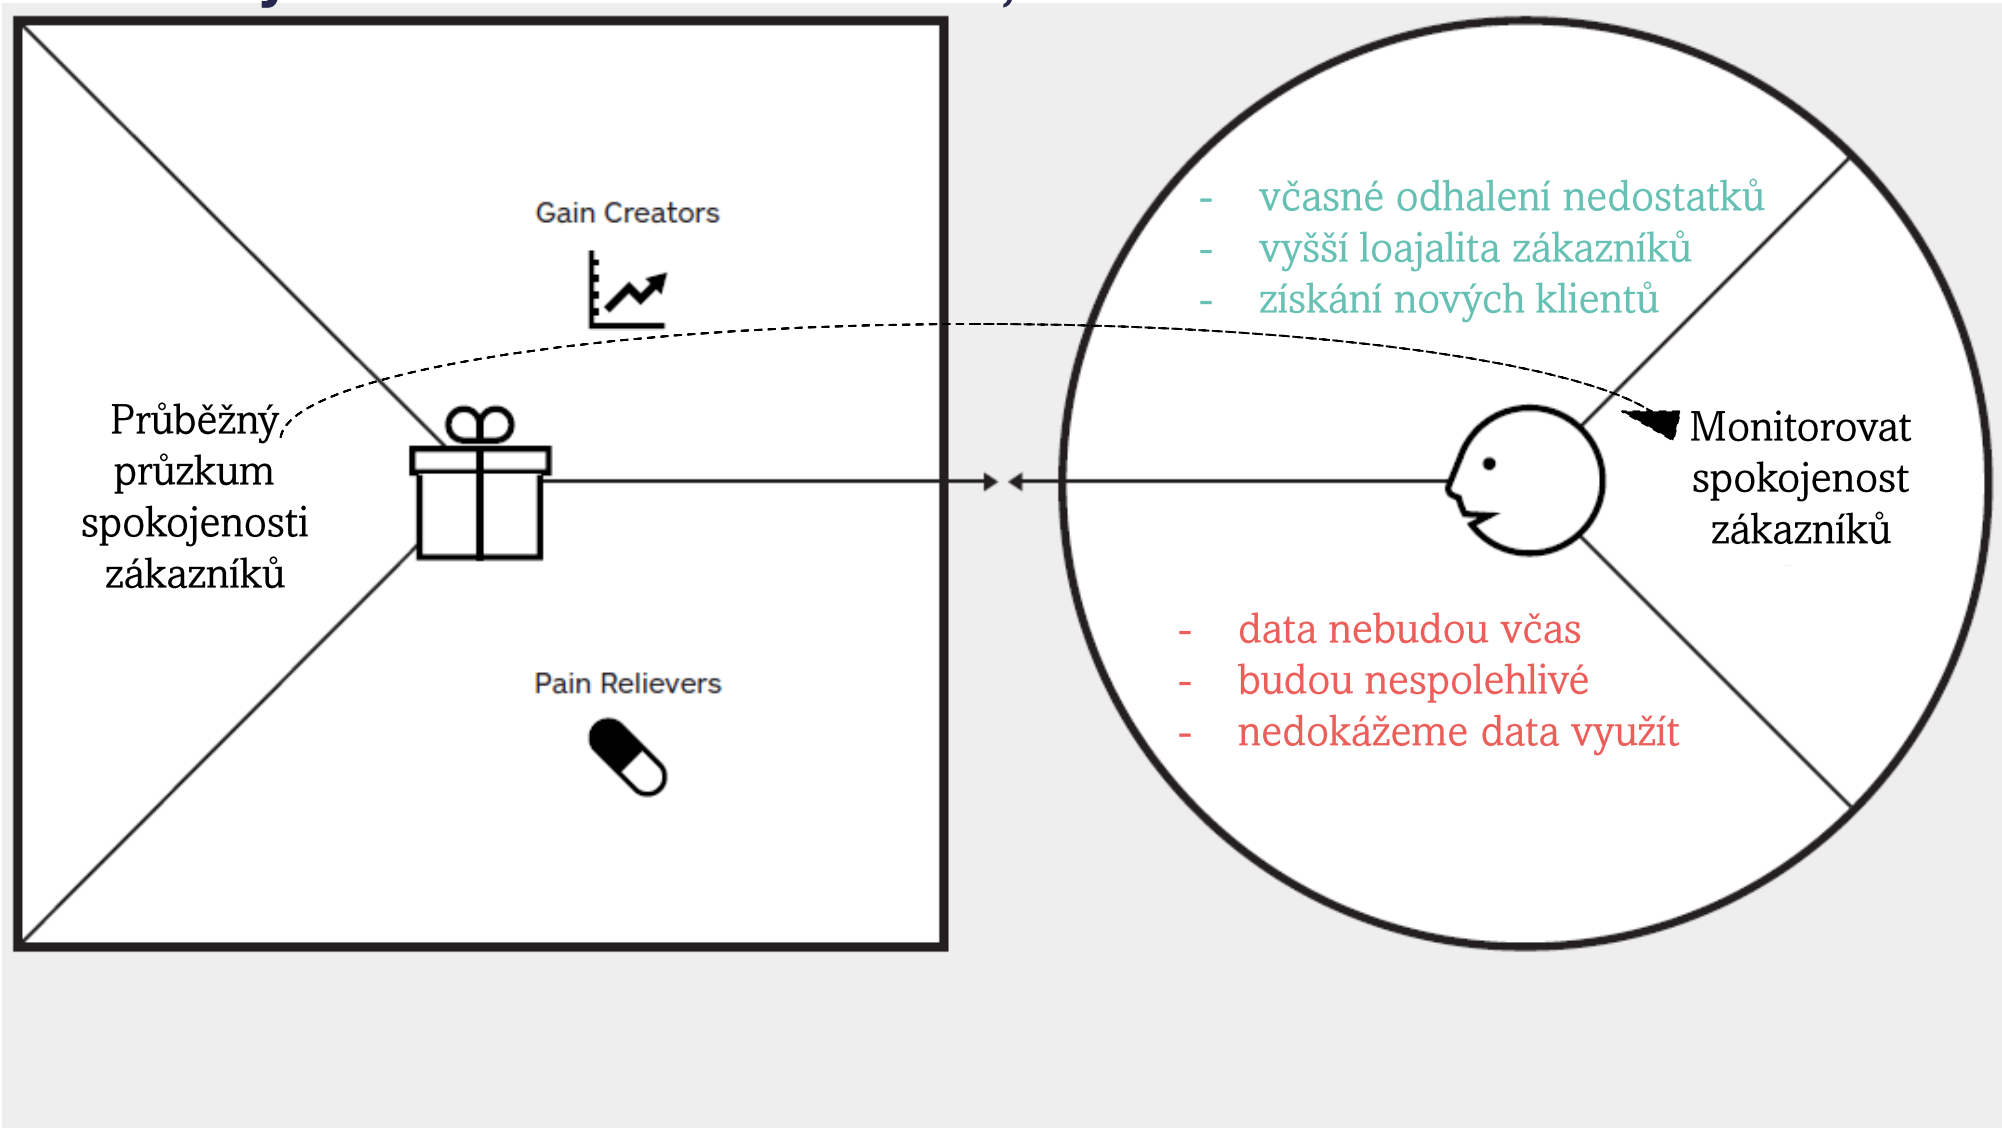 Gain Creators
Průběžný
průzkum
spokojenosti
zákazníků
Pain Relievers
- včasné odhalení nedostatků
- vyšší loajalita zákazníků
- získání nových klientů
Monitorovat
spokojenost
zákazníků
- data nebudou včas
- budou nespolehlivé
- nedokážeme data využít